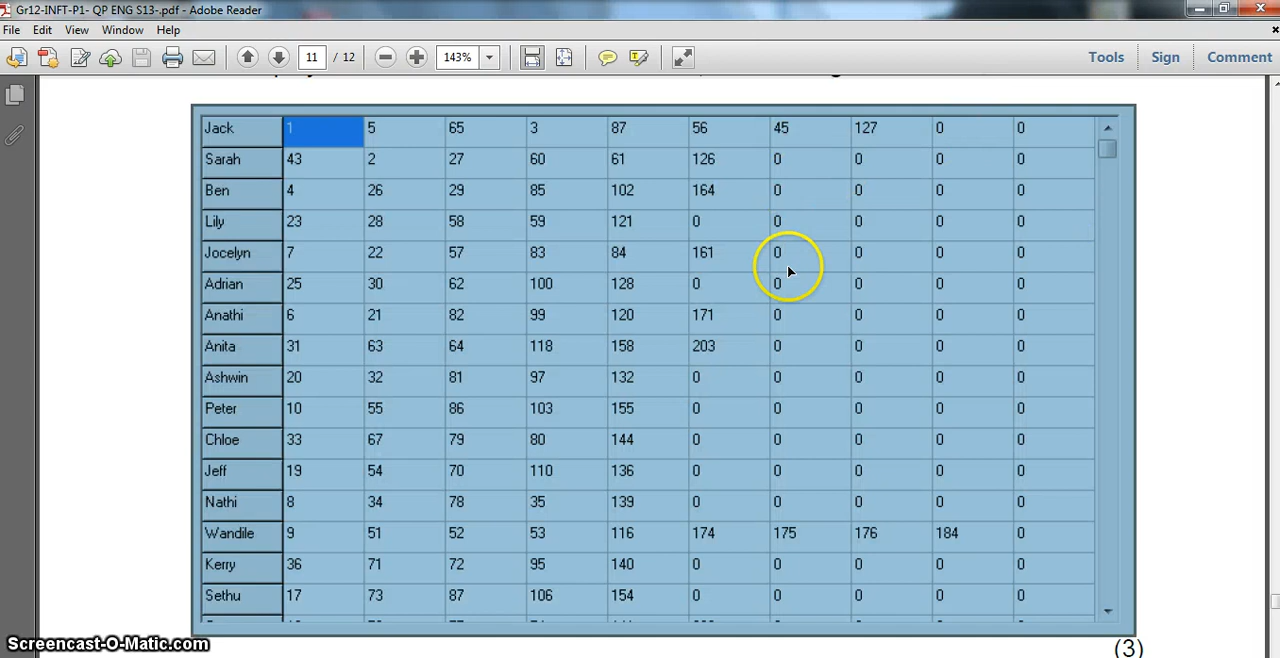 Gr12-INFT-P1- QP ENG S13-.pdf - Adobe Reader
File Edit View Window Help
11 / 12 143% Tools Sign Comment
Jack 1 5 65 3 87 56 45 127 0 0
Sarah 43 2 27 60 61 126 0 0 0 0
Ben 4 26 29 85 102 164 0 0 0 0
Lily 23 28 58 59 121 0 0 0 0 0
Jocelyn 7 22 57 83 84 161 0 0 0 0
Adrian 25 30 62 100 128 0 0 0 0 0
Anathi 6 21 82 99 120 171 0 0 0 0
Anita 31 63 64 118 158 203 0 0 0 0
Ashwin 20 32 81 97 132 0 0 0 0 0
Peter 10 55 86 103 155 0 0 0 0 0
Chloe 33 67 79 80 144 0 0 0 0 0
Jeff 19 54 70 110 136 0 0 0 0 0
Nathi 8 34 78 35 139 0 0 0 0 0
Wandile 9 51 52 53 116 174 175 176 184 0
Kerry 36 71 72 95 140 0 0 0 0 0
Sethu 17 73 87 106 154 0 0 0 0 0
(3)
Screencast-O-Matic.com